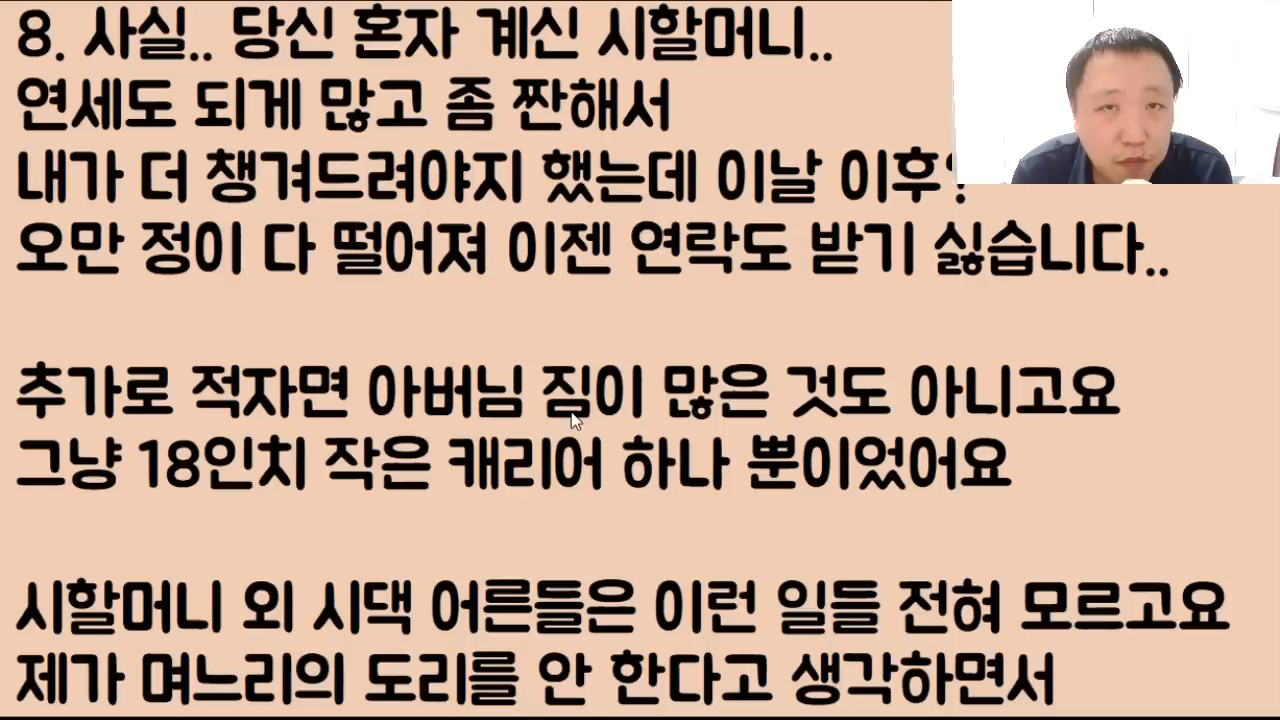 8. 사실.. 당신 혼자 계신 시할머니..
연세도 되게 많고 좀 짠해서
내가 더 챙겨드려야지 했는데 이날 이후?
오만 정이 다 떨어져 이젠 연락도 받기 싫습니다..
추가로 적자면 아버님 짐이 많은 것도 아니고요
그냥 18인치 작은 캐리어 하나 뿐이었어요
시할머니 외 시댁 어른들은 이런 일들 전혀 모르고요
제가 며느리의 도리를 안 한다고 생각하면서